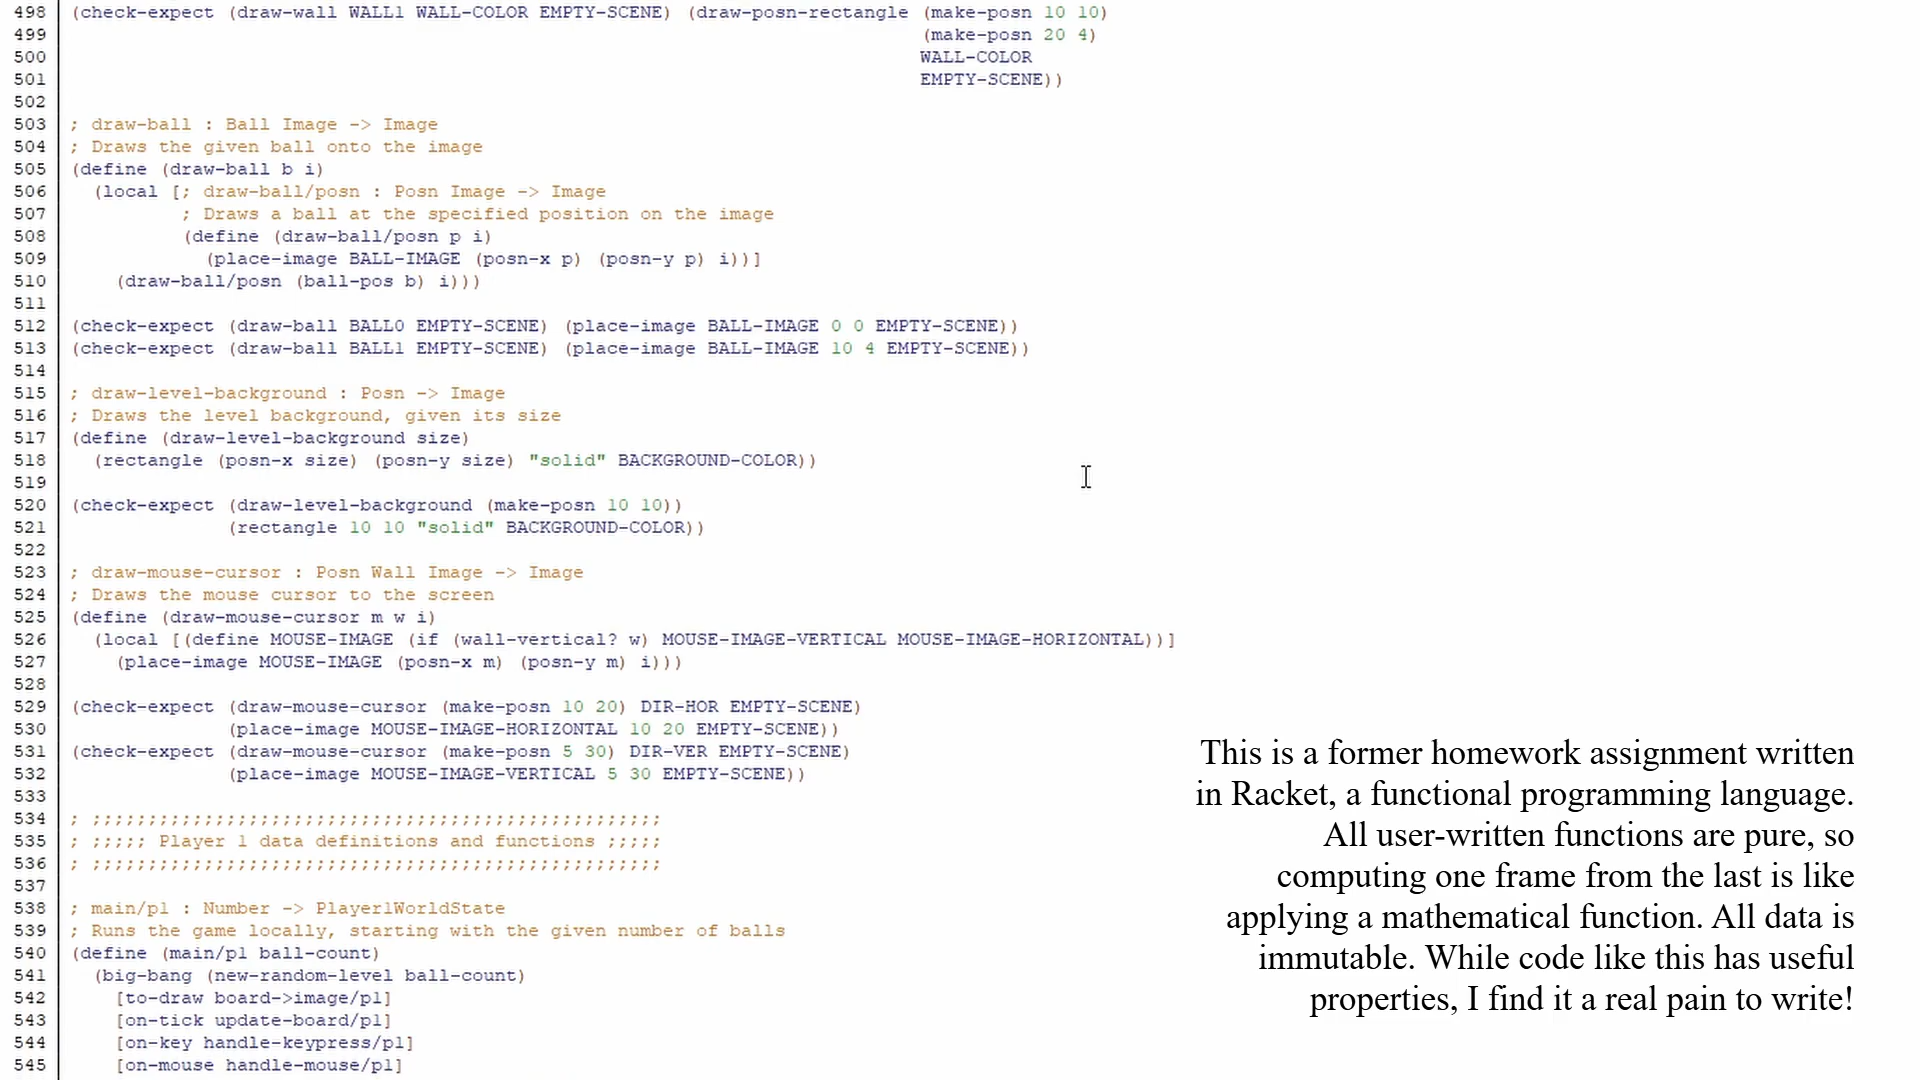 498 (check-expect (draw-wall WALL1 WALL-COLOR EMPTY-SCENE) (draw-posn-rectangle (make-posn 10 10)
499 (make-posn 20 4)
500 WALL-COLOR
501 EMPTY-SCENE))
502
503 ; draw-ball : Ball Image -> Image
504 ; Draws the given ball onto the image
505 (define (draw-ball b i)
506 (local [; draw-ball/posn : Posn Image -> Image
507 ; Draws a ball at the specified position on the image
508 (define (draw-ball/posn p i)
509 (place-image BALL-IMAGE (posn-x p) (posn-y p) i))]
510 (draw-ball/posn (ball-pos b) i)))
511
512 (check-expect (draw-ball BALL0 EMPTY-SCENE) (place-image BALL-IMAGE 0 0 EMPTY-SCENE))
513 (check-expect (draw-ball BALL1 EMPTY-SCENE) (place-image BALL-IMAGE 10 4 EMPTY-SCENE))
514
515 ; draw-level-background : Posn -> Image
516 ; Draws the level background, given its size
517 (define (draw-level-background size)
518 (rectangle (posn-x size) (posn-y size) "solid" BACKGROUND-COLOR))
519
520 (check-expect (draw-level-background (make-posn 10 10))
521 (rectangle 10 10 "solid" BACKGROUND-COLOR))
522
523 ; draw-mouse-cursor : Posn Wall Image -> Image
524 ; Draws the mouse cursor to the screen
525 (define (draw-mouse-cursor m w i)
526 (local [(define MOUSE-IMAGE (if (wall-vertical? w) MOUSE-IMAGE-VERTICAL MOUSE-IMAGE-HORIZONTAL))]
527 (place-image MOUSE-IMAGE (posn-x m) (posn-y m) i)))
528
529 (check-expect (draw-mouse-cursor (make-posn 10 20) DIR-HOR EMPTY-SCENE)
530 (place-image MOUSE-IMAGE-HORIZONTAL 10 20 EMPTY-SCENE))
531 (check-expect (draw-mouse-cursor (make-posn 5 30) DIR-VER EMPTY-SCENE)
532 (place-image MOUSE-IMAGE-VERTICAL 5 30 EMPTY-SCENE))
533
534 ; ;;;;;;;;;;;;;;;;;;;;;;;;;;;;;;;;;;;;;;;;;;;;;;;;;;;
535 ; ;;;;; Player 1 data definitions and functions ;;;;;
536 ; ;;;;;;;;;;;;;;;;;;;;;;;;;;;;;;;;;;;;;;;;;;;;;;;;;;;
537
538 ; main/p1 : Number -> Player1WorldState
539 ; Runs the game locally, starting with the given number of balls
540 (define (main/p1 ball-count)
541 (big-bang (new-random-level ball-count)
542 [to-draw board->image/p1]
543 [on-tick update-board/p1]
544 [on-key handle-keypress/p1]
545 [on-mouse handle-mouse/p1]
This is a former homework assignment written
in Racket, a functional programming language.
All user-written functions are pure, so
computing one frame from the last is like
applying a mathematical function. All data is
immutable. While code like this has useful
properties, I find it a real pain to write!